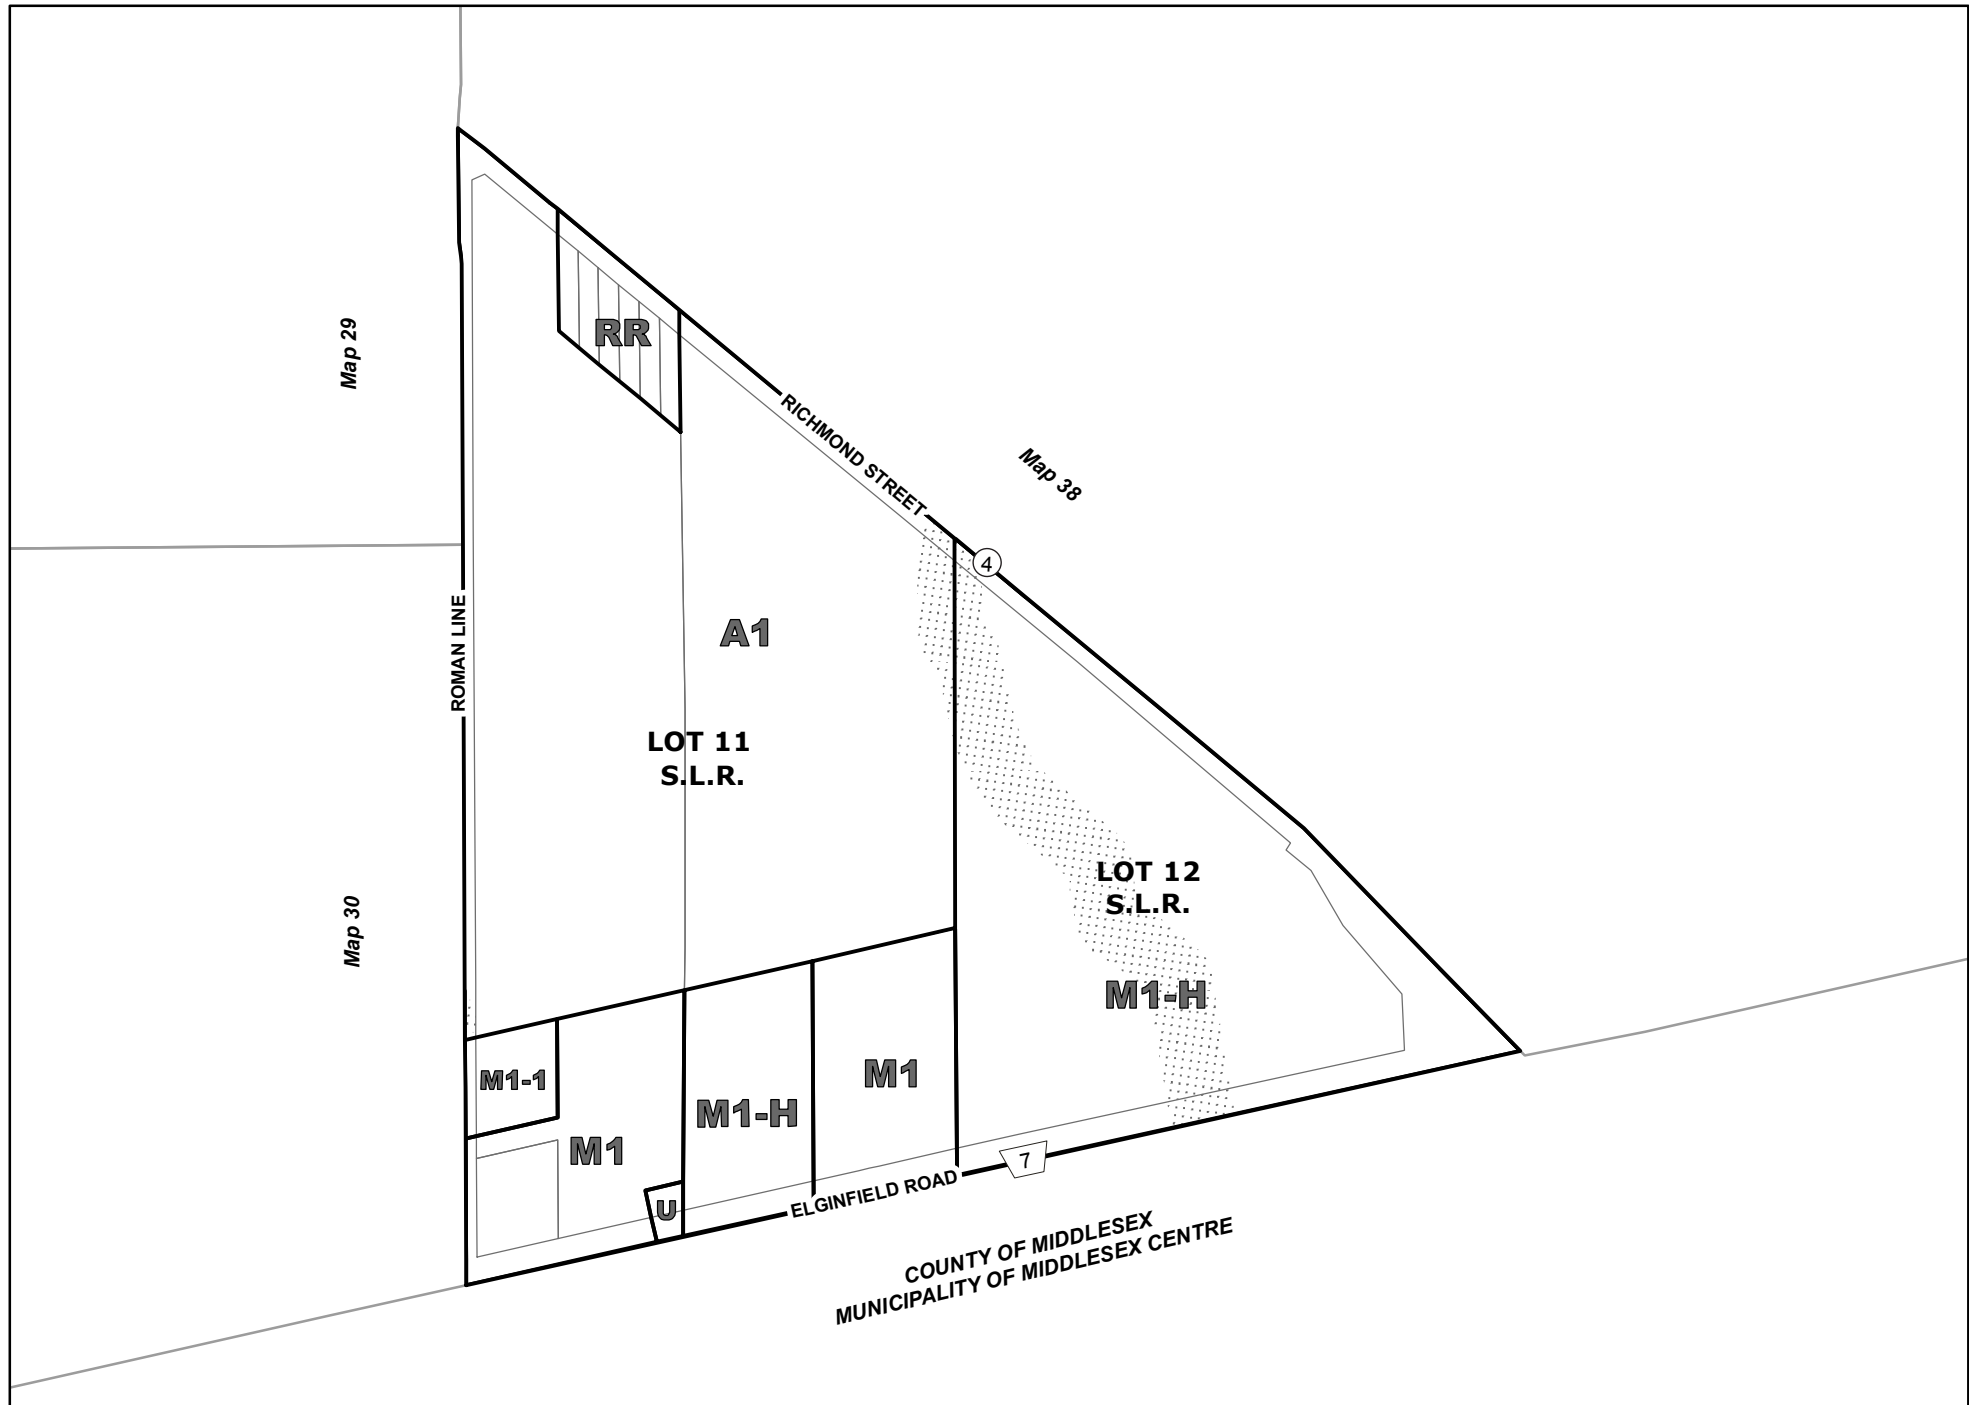 Map 29
RR
RICHMOND STREET
Map 38
4
ROMAN LINE
A1
LOT 11
S.L.R.
LOT 12
S.L.R.
Map 30
M1-H
M1-1
M1
M1-H
M1
U
7
ELGINFIELD ROAD
COUNTY OF MIDDLESEX
MUNICIPALITY OF MIDDLESEX CENTRE